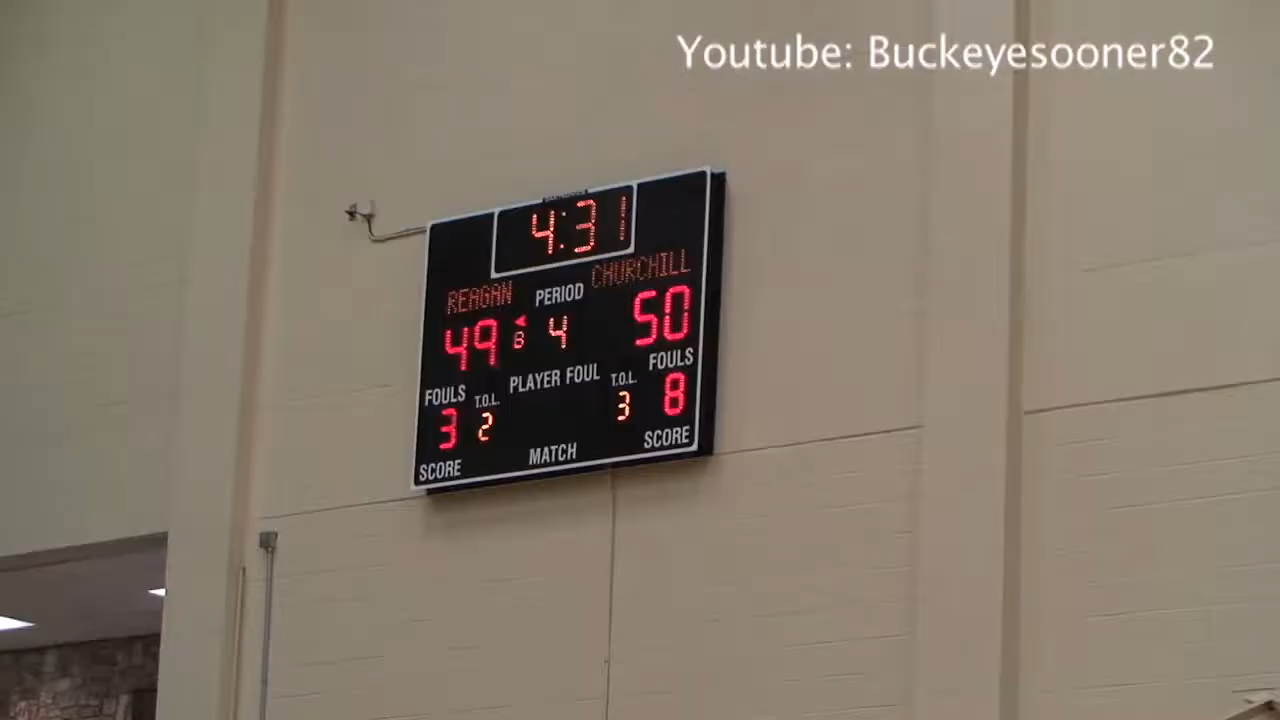 Youtube: Buckeyesooner82
4:31
REAGAN PERIOD CHURCHILL
49 B 4 50
FOULS T.O.L. PLAYER FOUL T.O.L. FOULS
3 2 3 8
SCORE MATCH SCORE